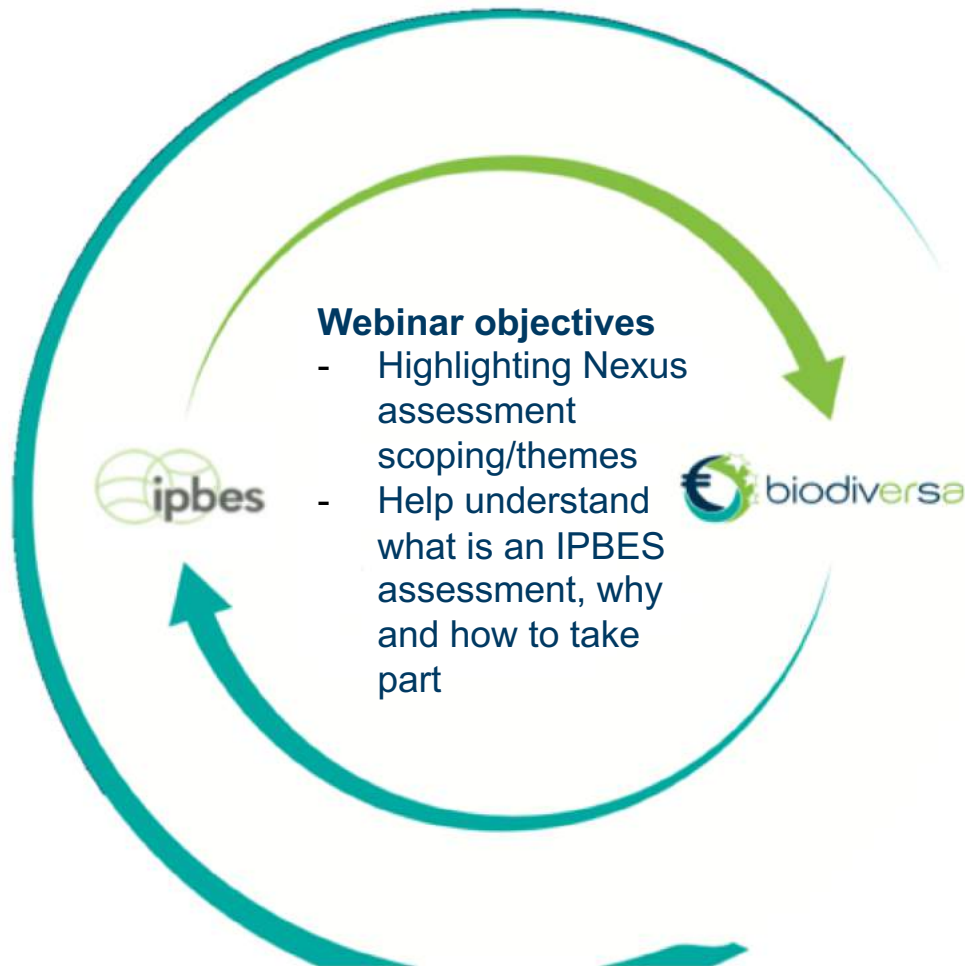 Webinar objectives
- Highlighting Nexus
assessment
scoping/themes
- Help understand
what is an IPBES
assessment, why
and how to take
part
ipbes
€ biodiversa